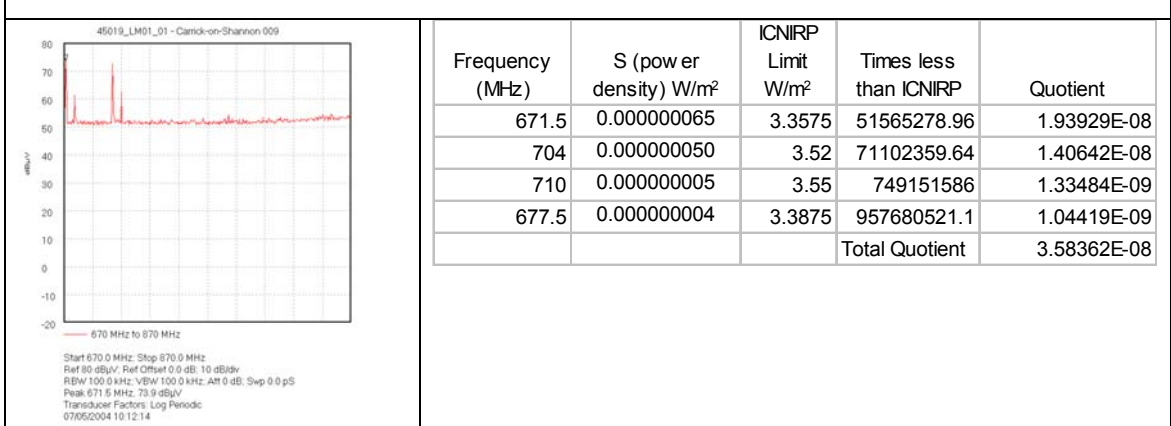 45019_LM01_01 - Carrick-on-Shannon 009
80
70
60
50
40
30
20
10
0
-10
-20
dBµV
670 MHz to 870 MHz
Start 670.0 MHz; Stop 870.0 MHz
Ref 80 dBµV; Ref Offset 0.0 dB; 10 dB/div
RBW 100.0 kHz; VBW 100.0 kHz; Att 0 dB; Swp 0.0 pS
Peak 671.5 MHz, 73.9 dBµV
Transducer Factors: Log Periodic
07/05/2004 10:12:14
Frequency (MHz) S (pow er density) W/m² ICNIRP Limit W/m² Times less than ICNIRP Quotient
671.5 0.000000065 3.3575 51565278.96 1.93929E-08
704 0.000000050 3.52 71102359.64 1.40642E-08
710 0.000000005 3.55 749151586 1.33484E-09
677.5 0.000000004 3.3875 957680521.1 1.04419E-09
Total Quotient 3.58362E-08